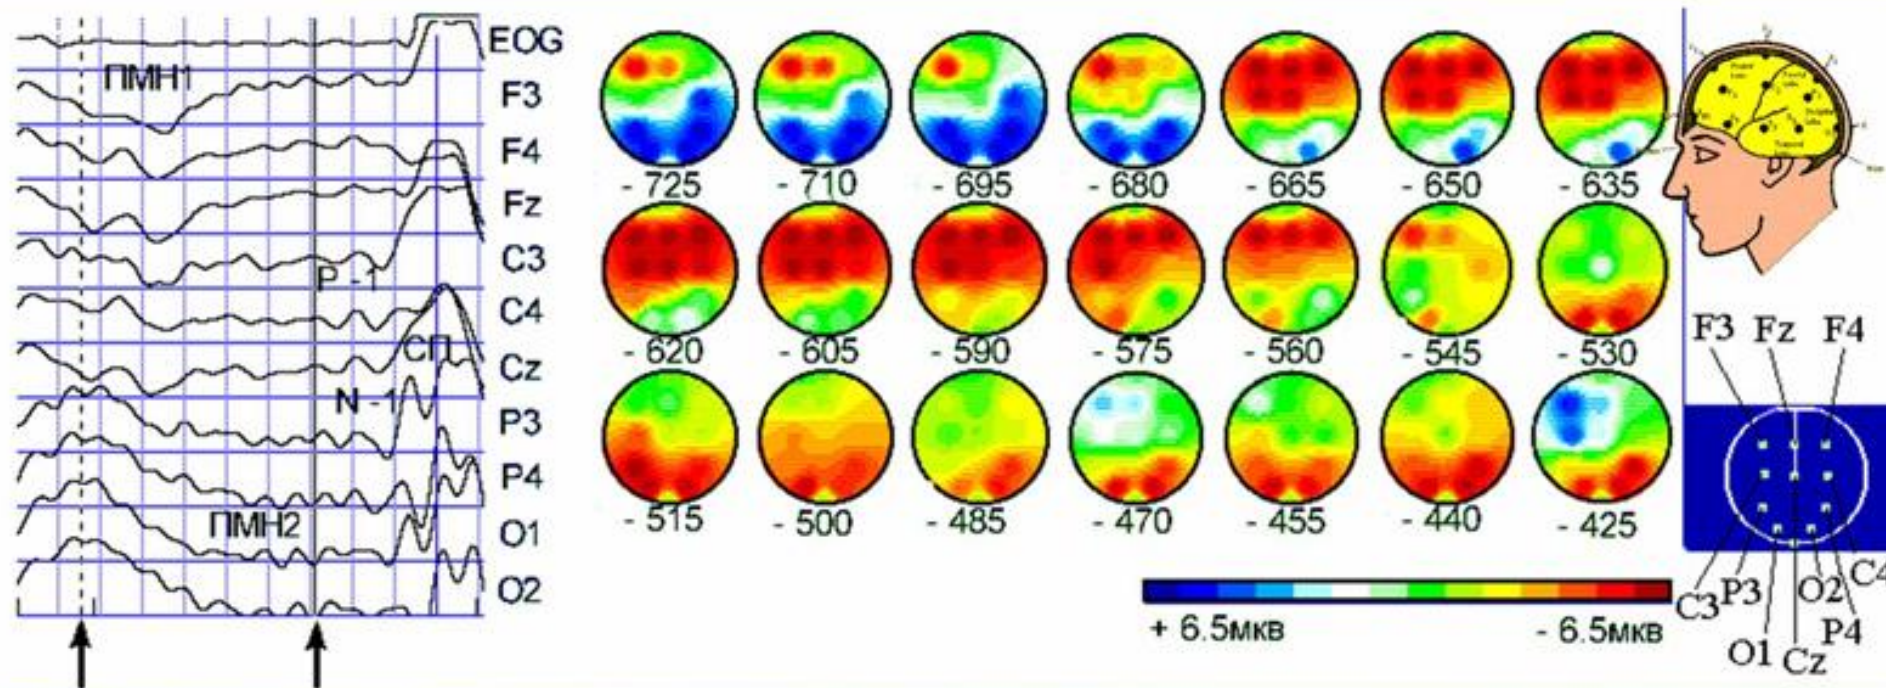 EOG
ПМН1
F3
F4
Fz
C3
P -1
C4
СП
Cz
N -1
P3
P4
ПМН2
O1
O2
- 725 - 710 - 695 - 680 - 665 - 650 - 635
- 620 - 605 - 590 - 575 - 560 - 545 - 530
- 515 - 500 - 485 - 470 - 455 - 440 - 425
+ 6.5мкв - 6.5мкв
F3 Fz F4
C3 P3 O2 C4
O1 Cz P4